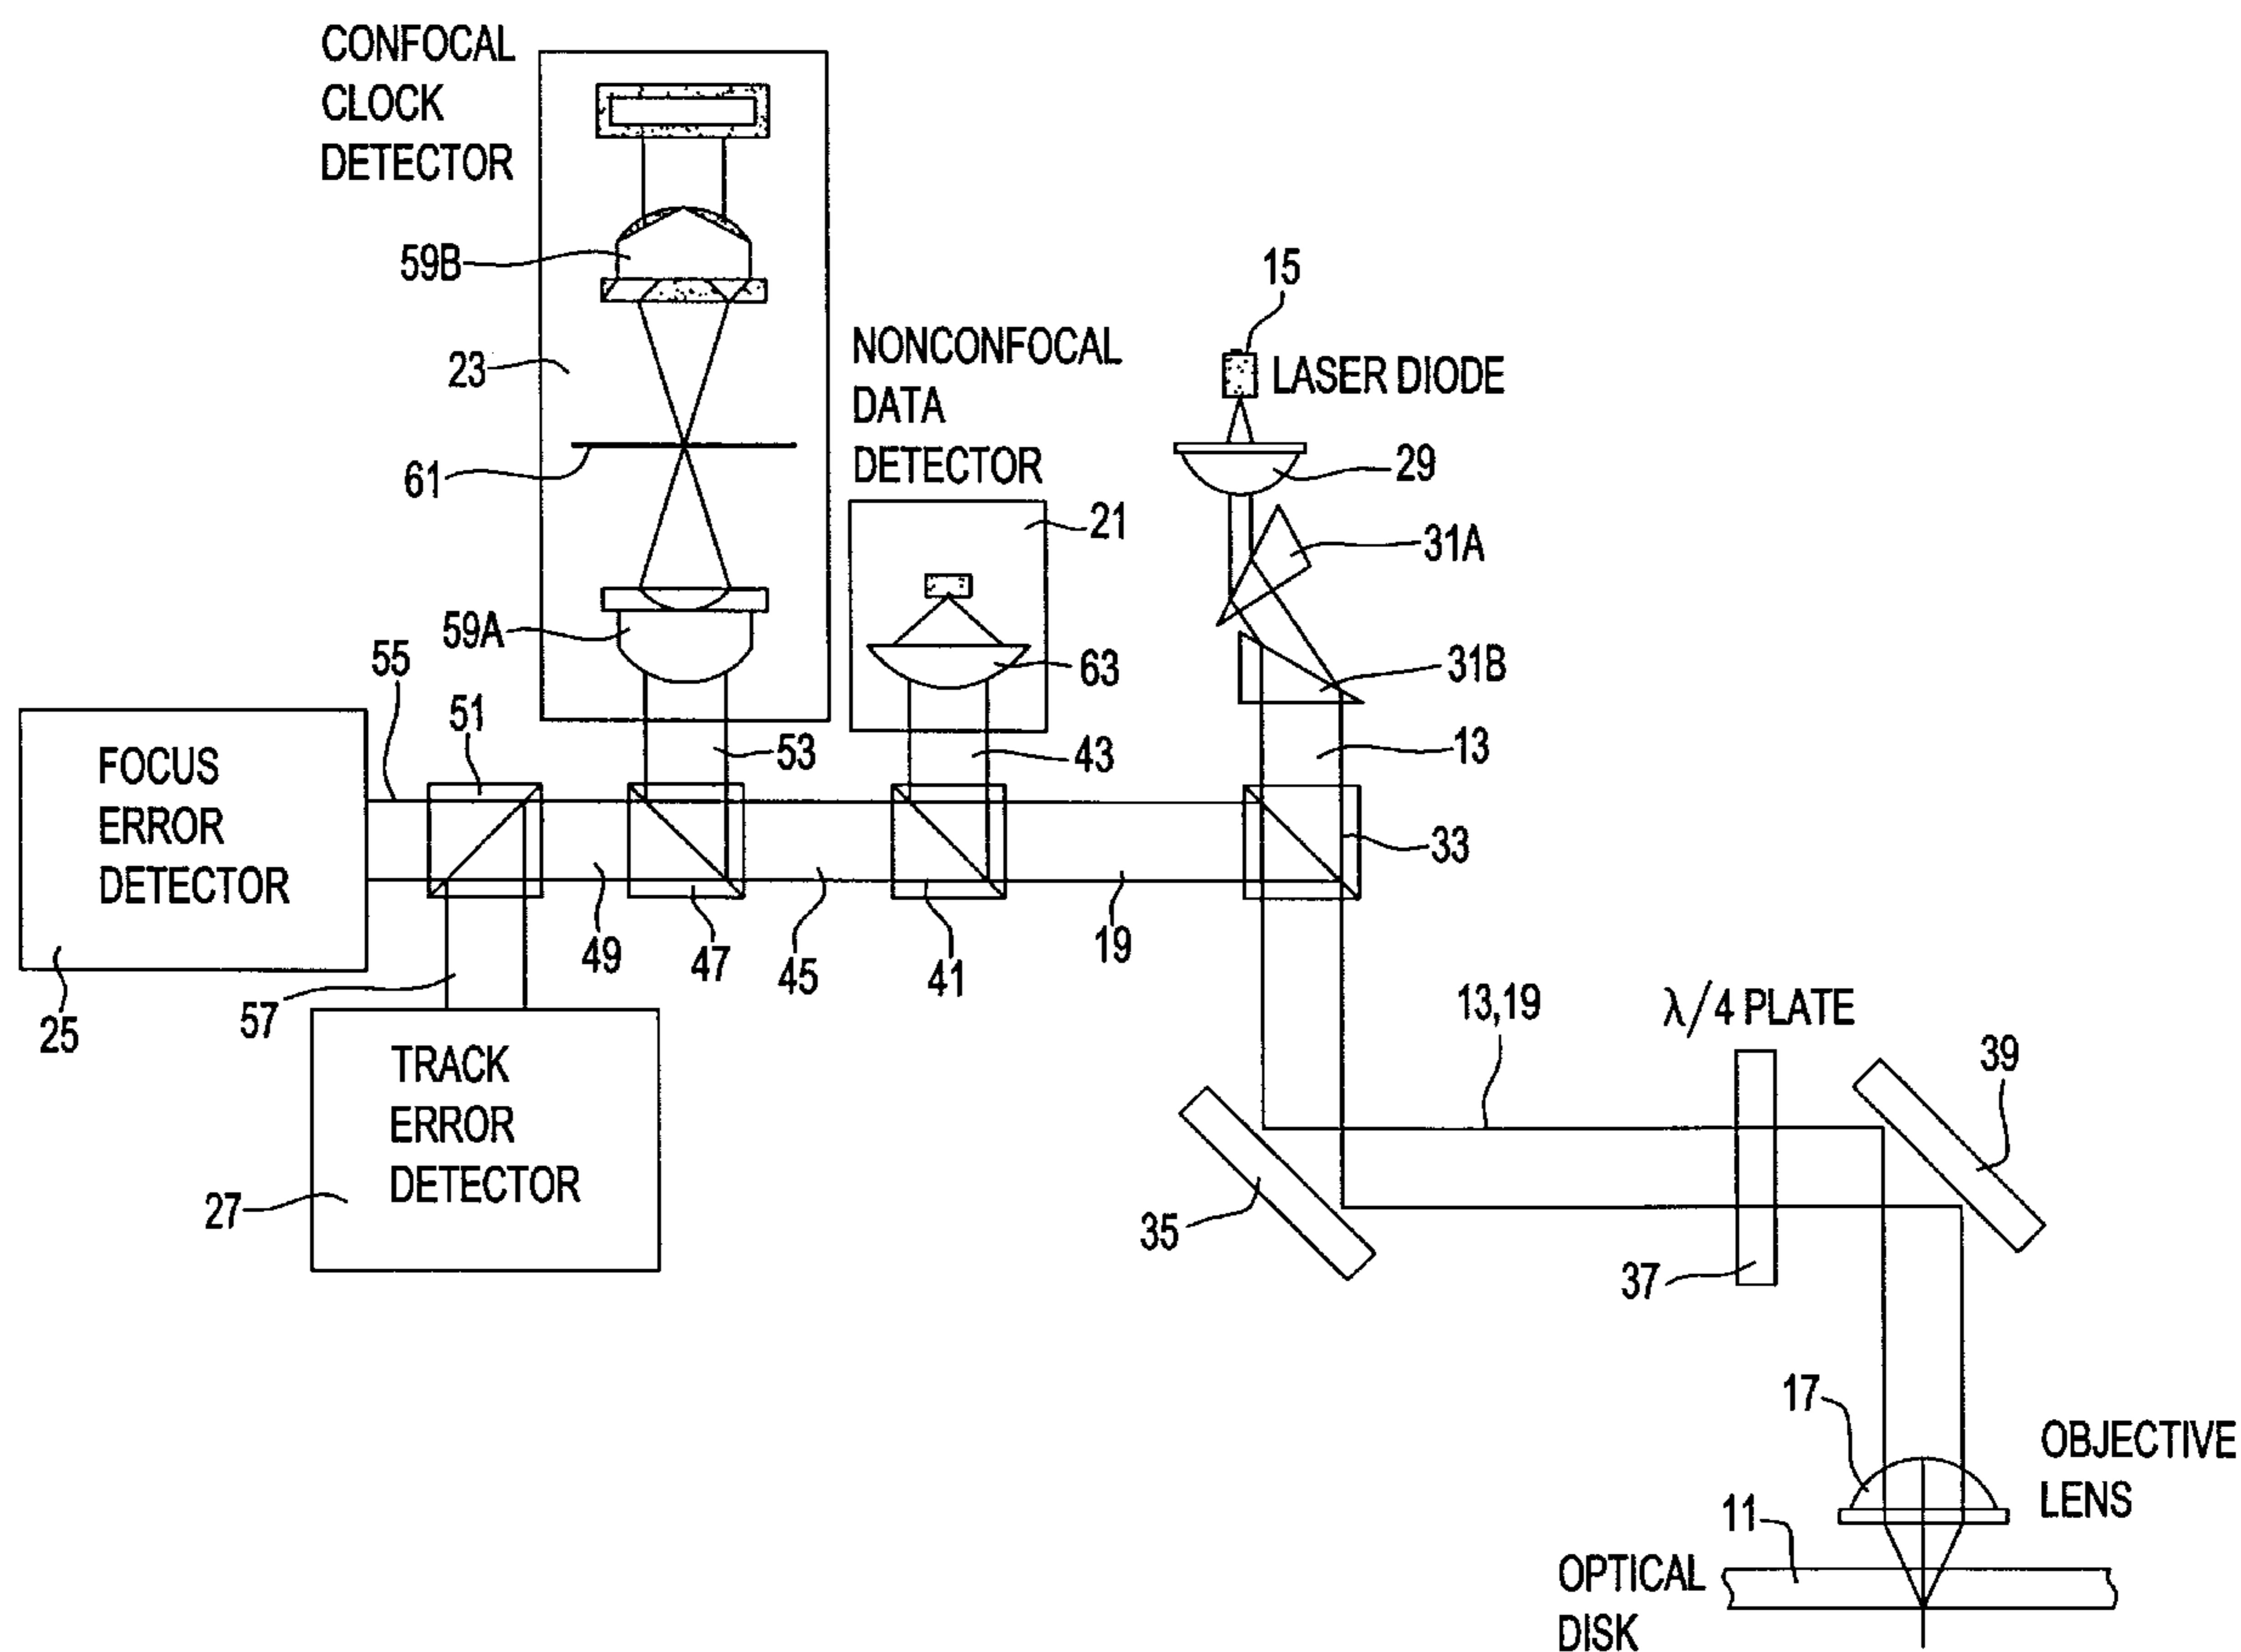 CONFOCAL
CLOCK
DETECTOR
59B
23
61
59A
NONCONFOCAL
DATA
DETECTOR
21
63
15
LASER DIODE
29
31A
31B
55
51
53
43
13
33
FOCUS
ERROR
DETECTOR
25
49
47
45
41
19
57
TRACK
ERROR
DETECTOR
27
13,19
λ/4 PLATE
39
35
37
17
OBJECTIVE
LENS
11
OPTICAL
DISK